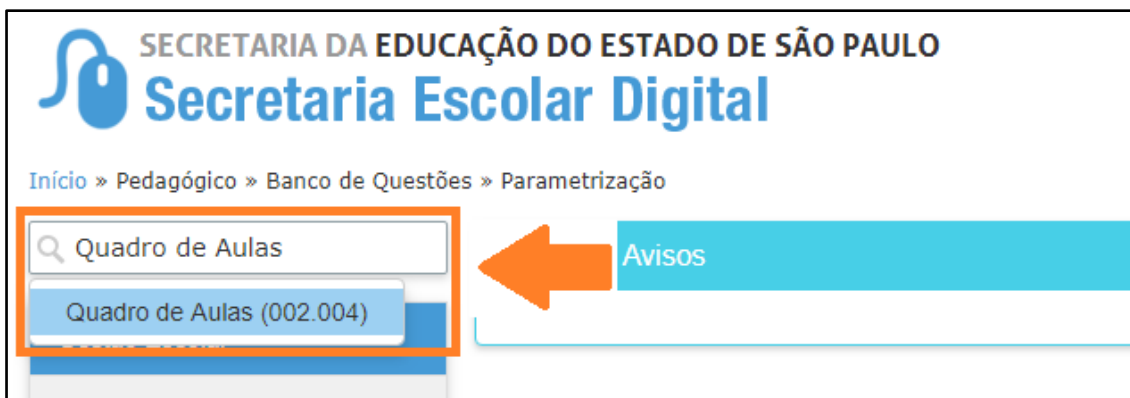 SECRETARIA DA EDUCAÇÃO DO ESTADO DE SÃO PAULO
Secretaria Escolar Digital
Início » Pedagógico » Banco de Questões » Parametrização
Quadro de Aulas
Avisos
Quadro de Aulas (002.004)